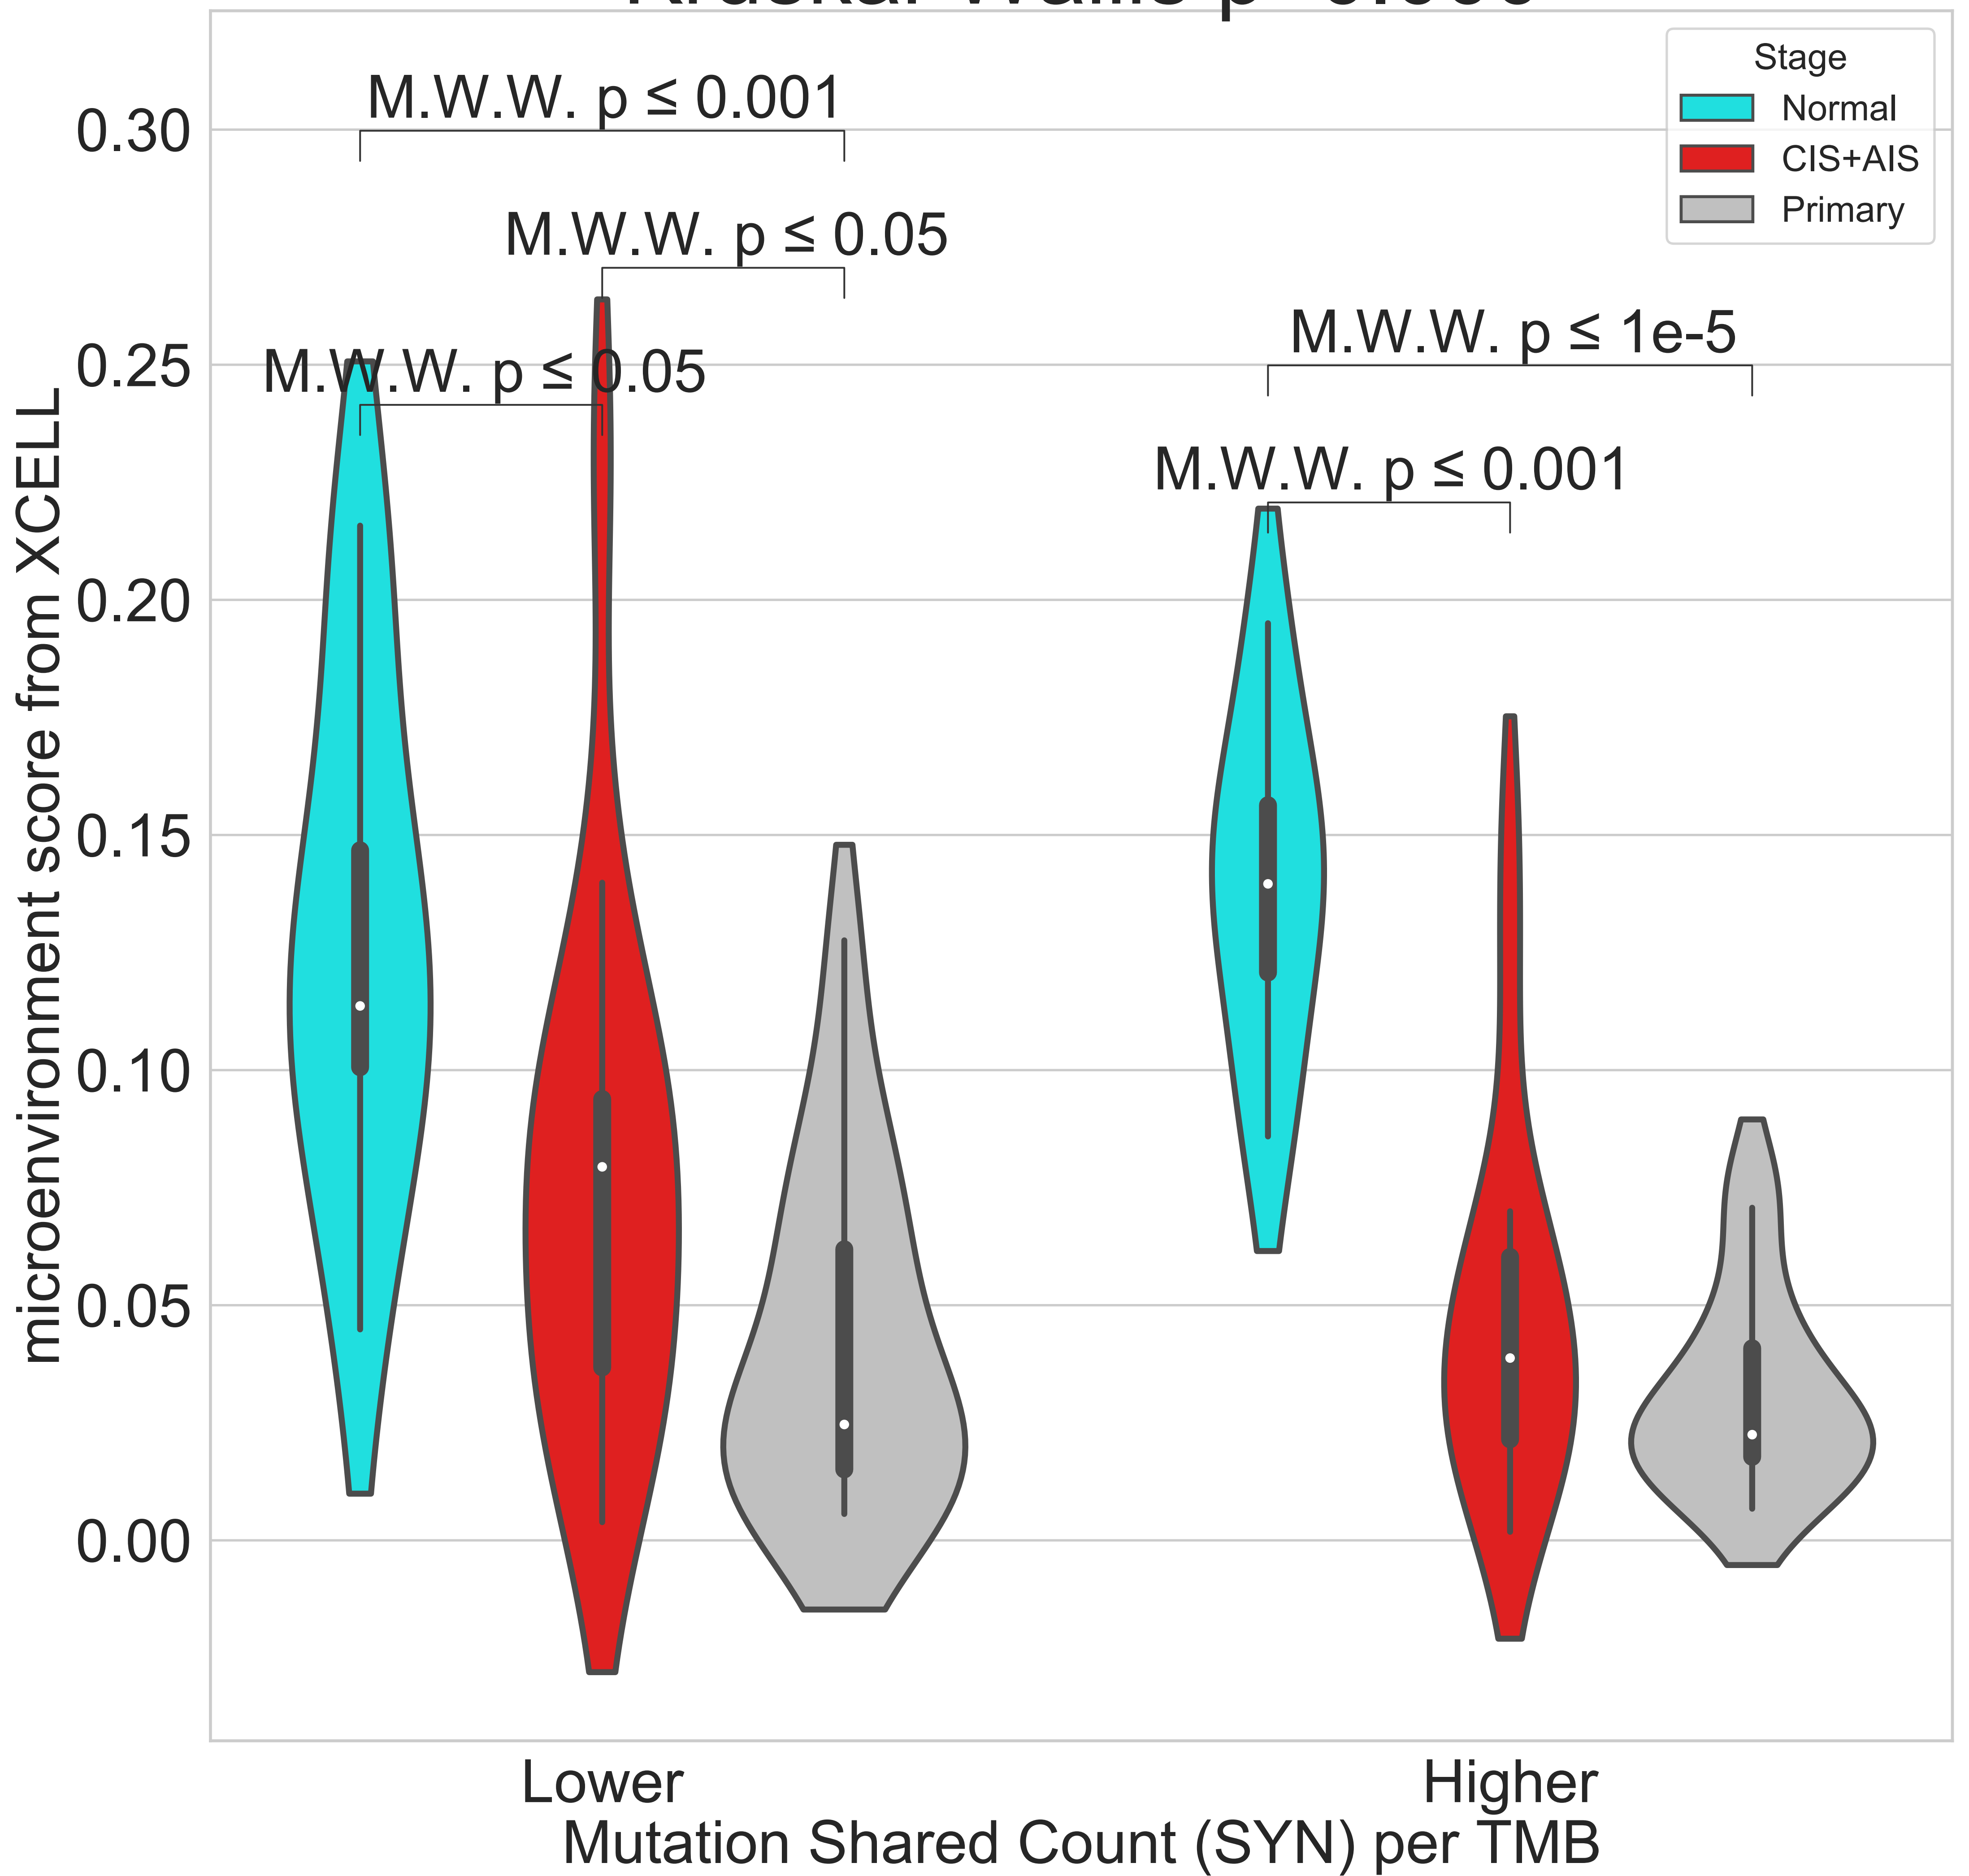 Stage
Normal
CIS+AIS
Primary
M.W.W. p ≤ 0.001
M.W.W. p ≤ 0.05
M.W.W. p ≤ 0.05
M.W.W. p ≤ 1e-5
M.W.W. p ≤ 0.001
0.30
0.25
0.20
0.15
0.10
0.05
0.00
microenvironment score from XCELL
Lower
Higher
Mutation Shared Count (SYN) per TMB